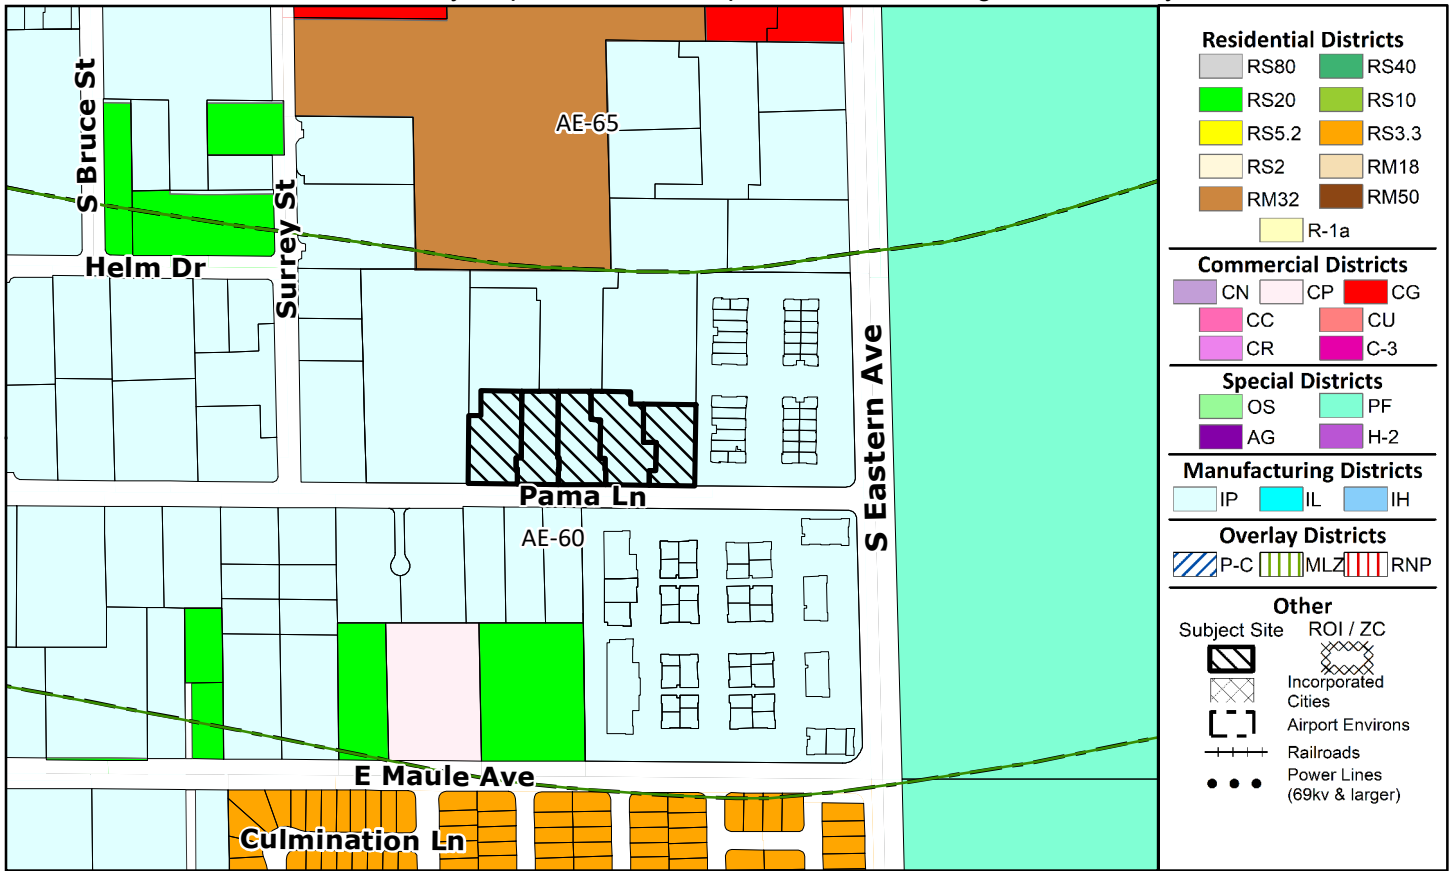 S Bruce St
Surrey St
Helm Dr
AE-65
S Eastern Ave
Pama Ln
AE-60
E Maule Ave
Culmination Ln
Residential Districts
RS80 RS40
RS20 RS10
RS5.2 RS3.3
RS2 RM18
RM32 RM50
R-1a
Commercial Districts
CN CP CG
CC CU
CR C-3
Special Districts
OS PF
AG H-2
Manufacturing Districts
IP IL IH
Overlay Districts
P-C MLZ RNP
Other
Subject Site ROI / ZC
Incorporated
Cities
Airport Environs
Railroads
Power Lines
(69kv & larger)